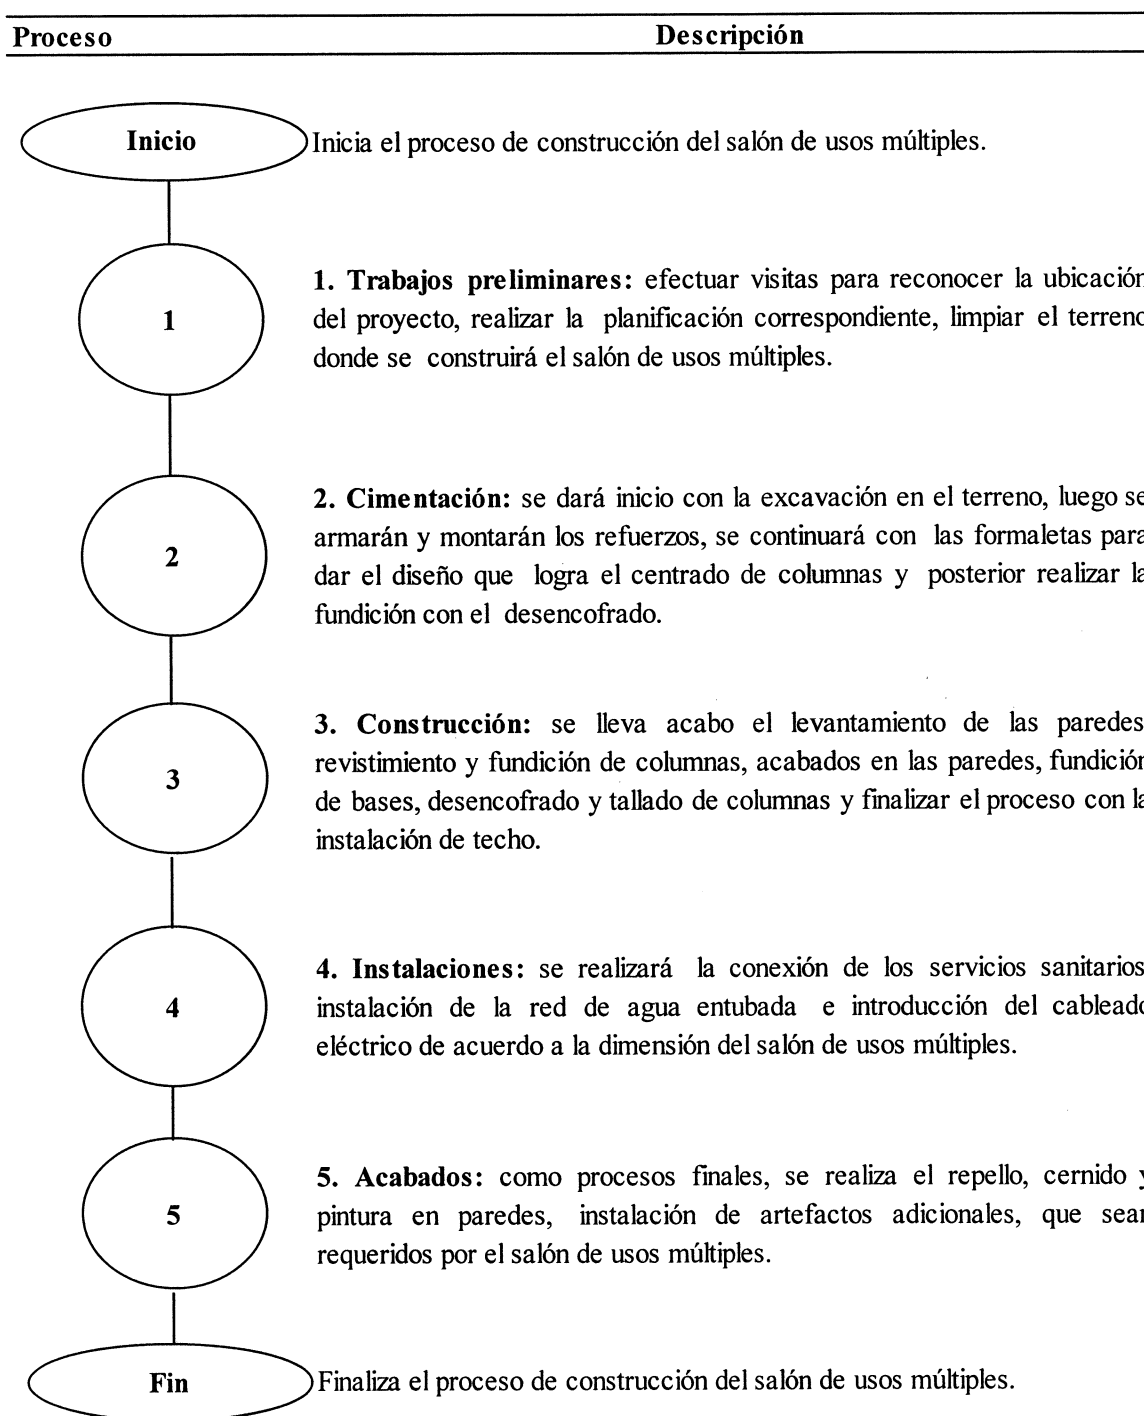 Proceso Descripción
Inicio Inicia el proceso de construcción del salón de usos múltiples.
1. Trabajos preliminares: efectuar visitas para reconocer la ubicación
1 del proyecto, realizar la planificación correspondiente, limpiar el terreno
donde se construirá el salón de usos múltiples.
2. Cimentación: se dará inicio con la excavación en el terreno, luego se
armarán y montarán los refuerzos, se continuará con las formaletas para
2 dar el diseño que logra el centrado de columnas y posterior realizar la
fundición con el desencofrado.
3. Construcción: se lleva acabo el levantamiento de las paredes
revistimiento y fundición de columnas, acabados en las paredes, fundición
3 de bases, desencofrado y tallado de columnas y finalizar el proceso con la
instalación de techo.
4. Instalaciones: se realizará la conexión de los servicios sanitarios
4 instalación de la red de agua entubada e introducción del cableado
eléctrico de acuerdo a la dimensión del salón de usos múltiples.
5. Acabados: como procesos finales, se realiza el repello, cernido y
5 pintura en paredes, instalación de artefactos adicionales, que sean
requeridos por el salón de usos múltiples.
Fin Finaliza el proceso de construcción del salón de usos múltiples.